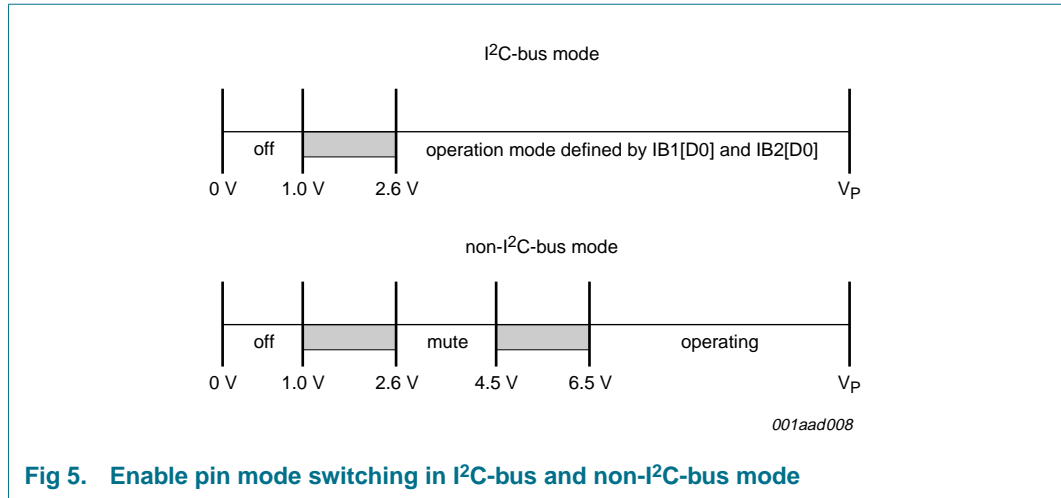 I²C-bus mode
off
operation mode defined by IB1[D0] and IB2[D0]
0 V 1.0 V 2.6 V VP
non-I²C-bus mode
off mute operating
0 V 1.0 V 2.6 V 4.5 V 6.5 V VP
001aad008
Fig 5. Enable pin mode switching in I²C-bus and non-I²C-bus mode